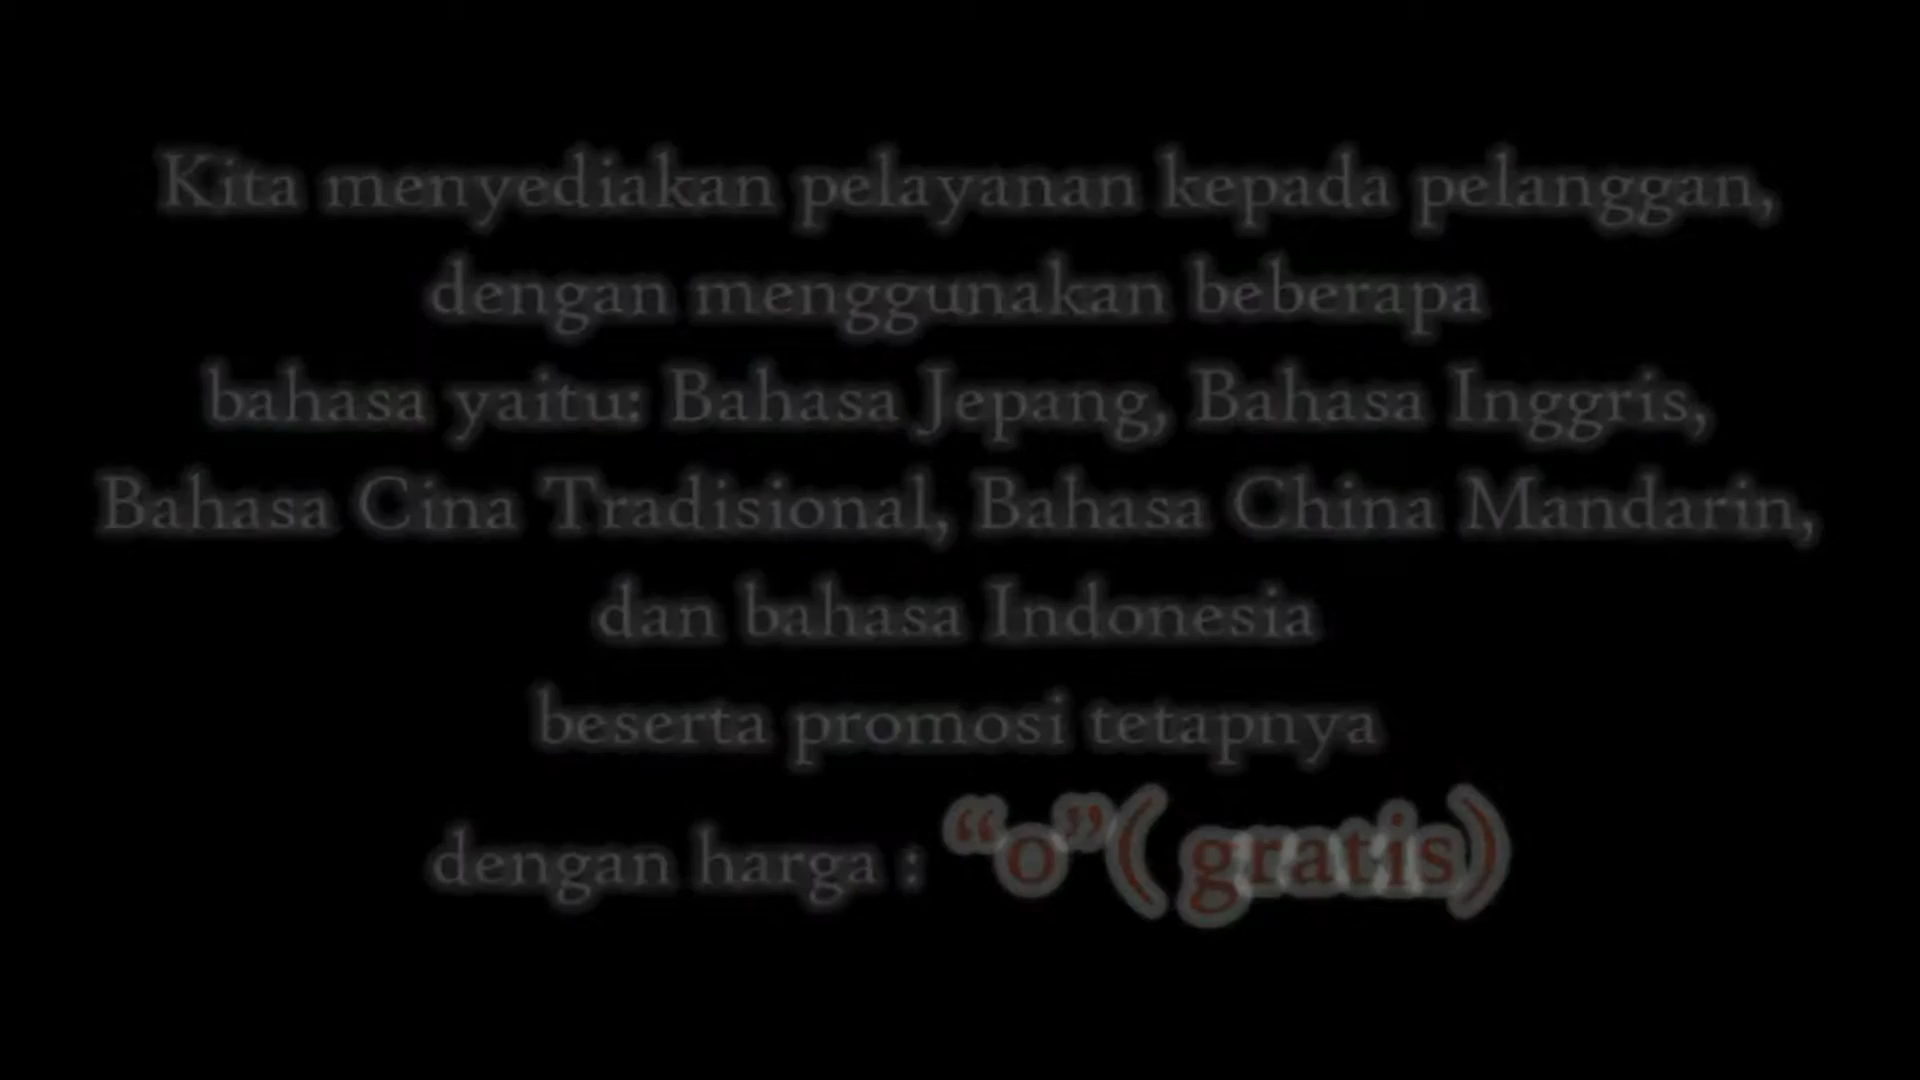 Kita menyediakan pelayanan kepada pelanggan,
dengan menggunakan beberapa
bahasa yaitu: Bahasa Jepang, Bahasa Inggris,
Bahasa Cina Tradisional, Bahasa China Mandarin,
dan bahasa Indonesia
beserta promosi tetapnya
dengan harga : “0”( gratis)